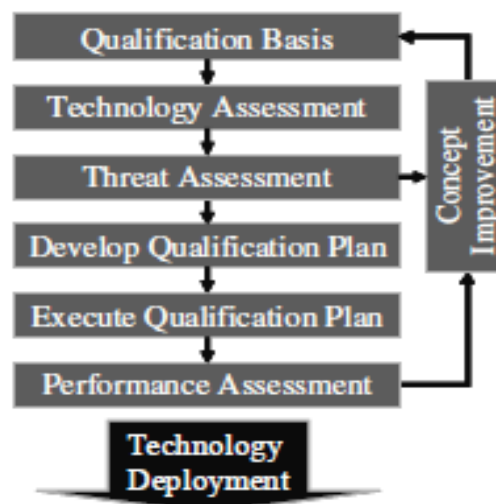 Qualification Basis
Technology Assessment
Threat Assessment
Develop Qualification Plan
Execute Qualification Plan
Performance Assessment
Concept
Improvement
Technology
Deployment